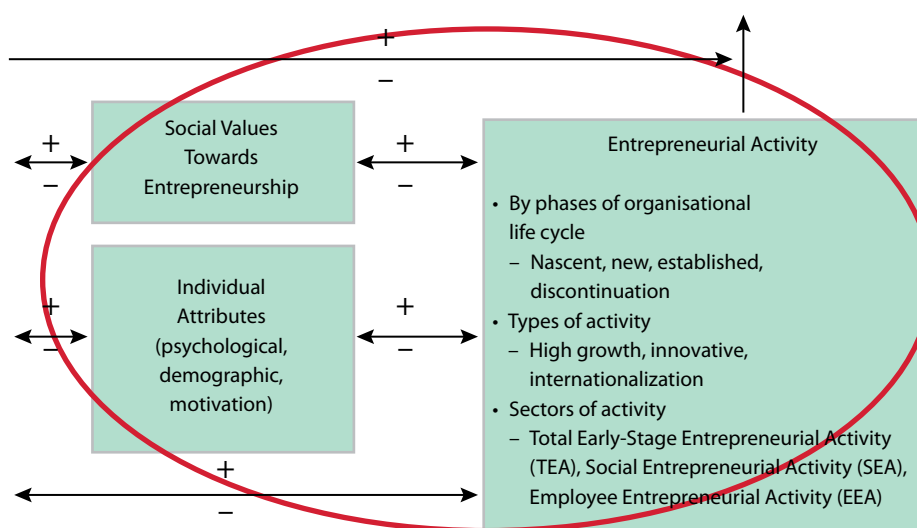 +
–
Social Values
Towards
Entrepreneurship
+
–
+
–
Entrepreneurial Activity
• By phases of organisational
life cycle
– Nascent, new, established,
discontinuation
• Types of activity
– High growth, innovative,
internationalization
• Sectors of activity
– Total Early-Stage Entrepreneurial Activity
(TEA), Social Entrepreneurial Activity (SEA),
Employee Entrepreneurial Activity (EEA)
Individual
Attributes
(psychological,
demographic,
motivation)
+
–
+
–
+
–